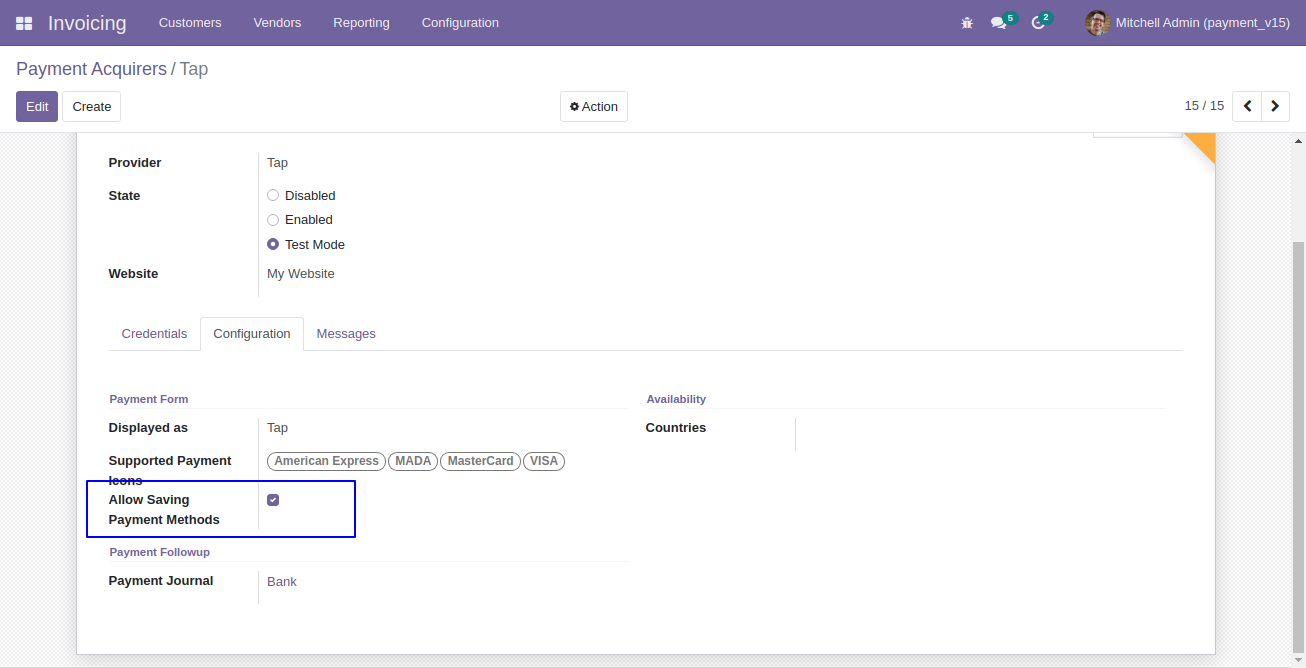 Invoicing Customers Vendors Reporting Configuration 5 2 Mitchell Admin (payment_v15)
Payment Acquirers / Tap
Edit Create Action 15 / 15
Provider Tap
State Disabled
Enabled
Test Mode
Website My Website
Credentials Configuration Messages
Payment Form Availability
Displayed as Tap Countries
Supported Payment American Express MADA MasterCard VISA
Icons
Allow Saving
Payment Methods
Payment Followup
Payment Journal Bank